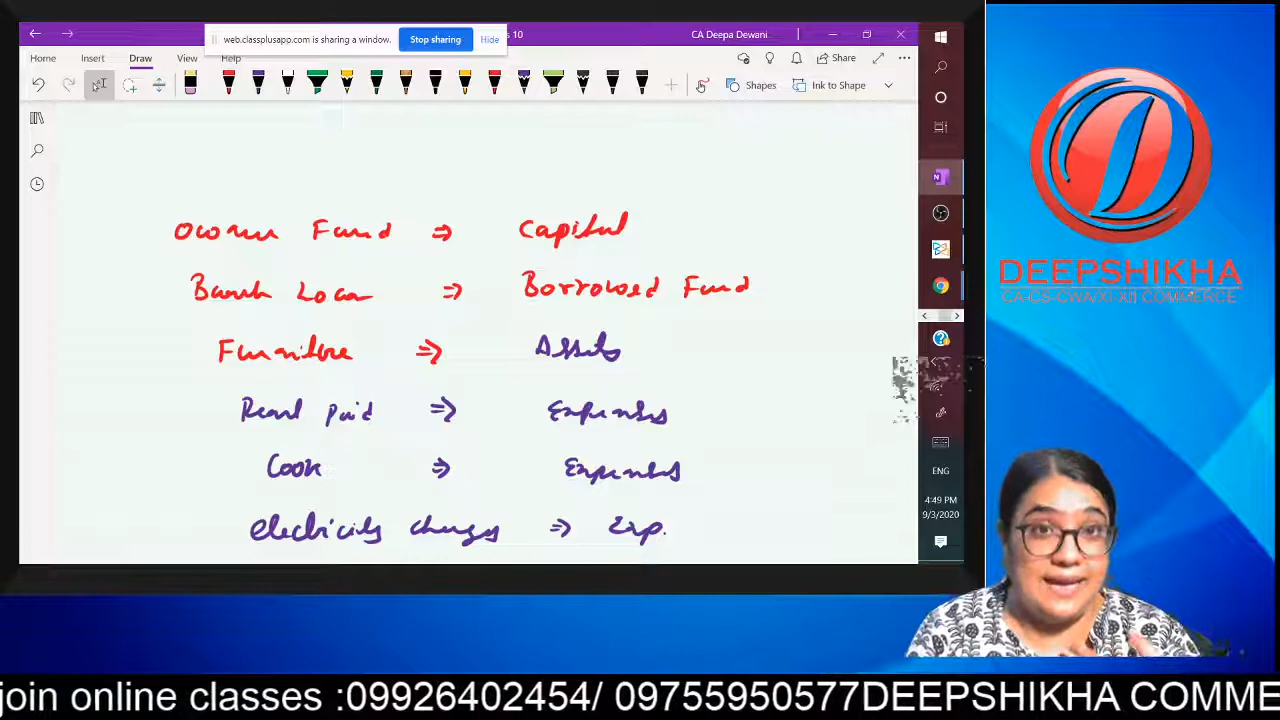 web.classplusapp.com is sharing a window. Stop sharing Hide
s 10
CA Deepa Dewani
Home Insert Draw View Help
Share
Shapes Ink to Shape
Owner Fund ⇒ Capital
Bank Loan ⇒ Borrowed Fund
Furniture ⇒ Assets
Rent paid ⇒ Expenses
Cook ⇒ Expenses
electricity charges ⇒ Exp.
ENG
4:49 PM
9/3/2020
DEEPSHIKHA
CA-CS-CWA/XI-XII COMMERCE
join online classes :09926402454/ 09755950577DEEPSHIKHA COMME